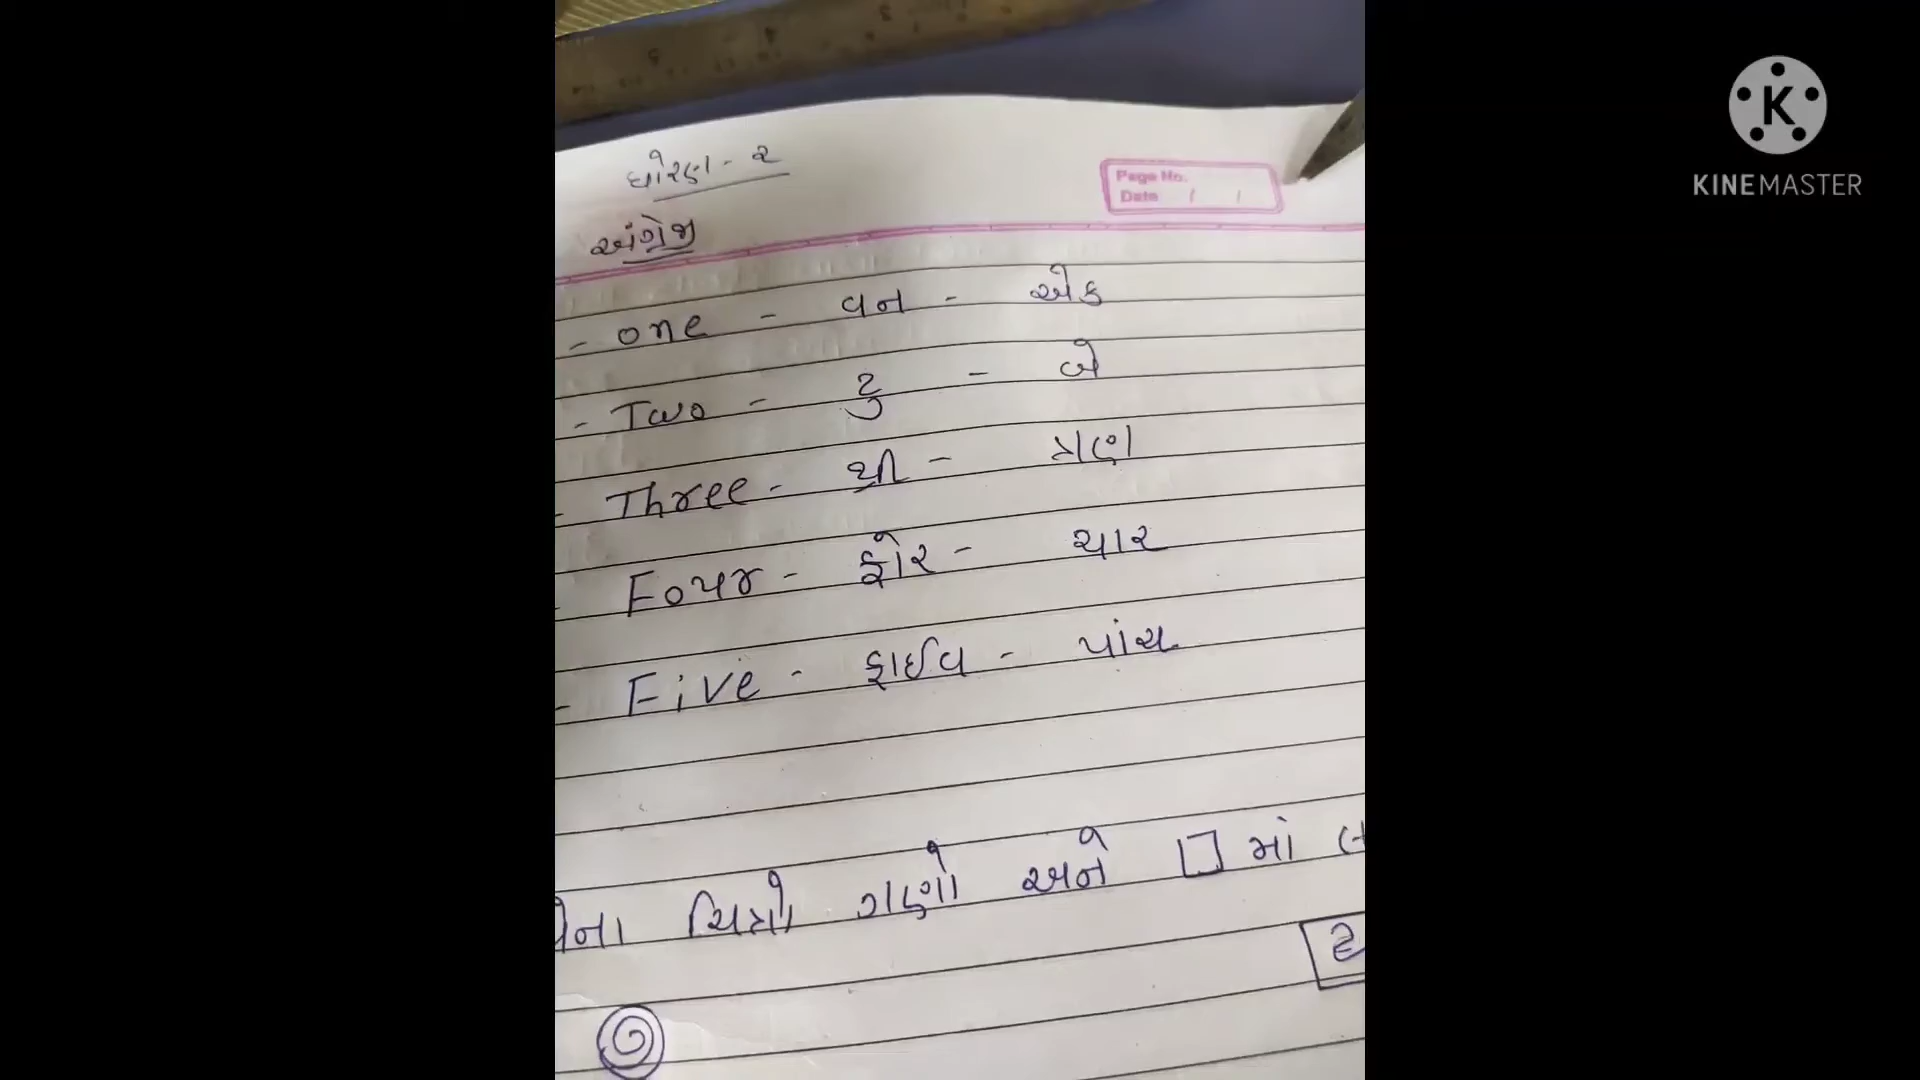 ધોરણ - ૨
Page No.
Date / /
અંગ્રેજી
- one - વન - એક
- Two - ટુ - બે
- Three - થ્રી - ત્રણ
- Four - ફોર - ચાર
- Five - ફાઈવ - પાંચ
ચિત્રો ગણો અને □ માં
KINEMASTER